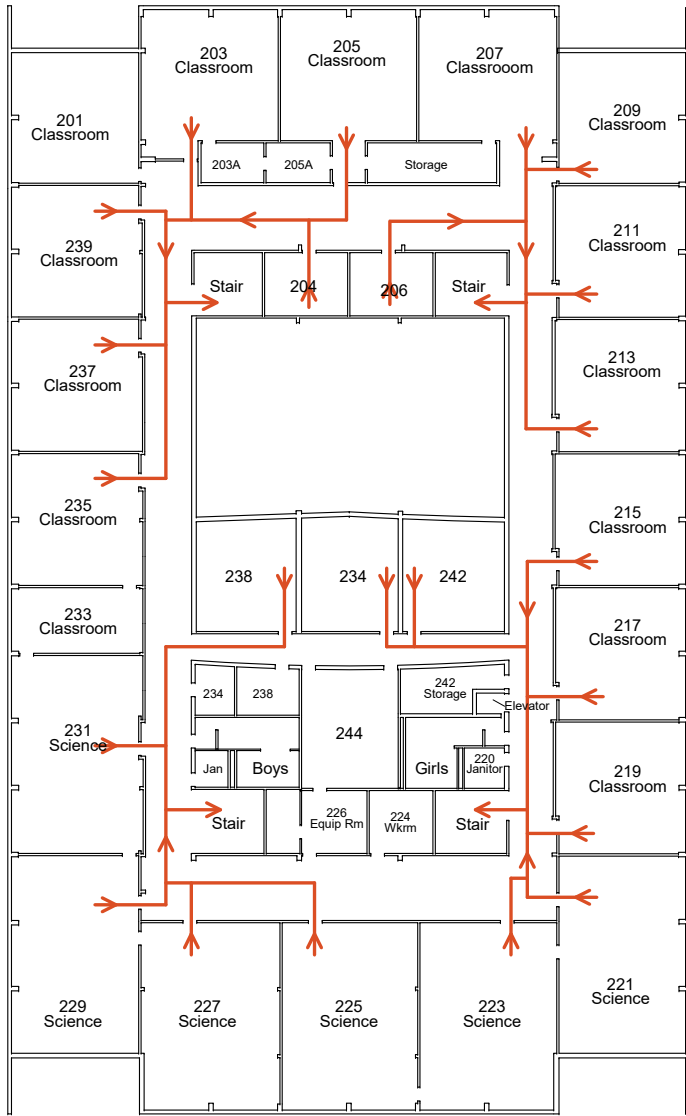 203
Classroom
205
Classroom
207
Classrooom
201
Classroom
209
Classroom
203A
205A
Storage
239
Classroom
211
Classroom
Stair
204
206
Stair
237
Classroom
213
Classroom
235
Classroom
215
Classroom
238
234
242
233
Classroom
217
Classroom
234
238
242
Storage
Elevator
231
Science
244
219
Classroom
Jan
Boys
Girls
220
Janitor
Stair
226
Equip Rm
224
Wkrm
Stair
229
Science
227
Science
225
Science
223
Science
221
Science